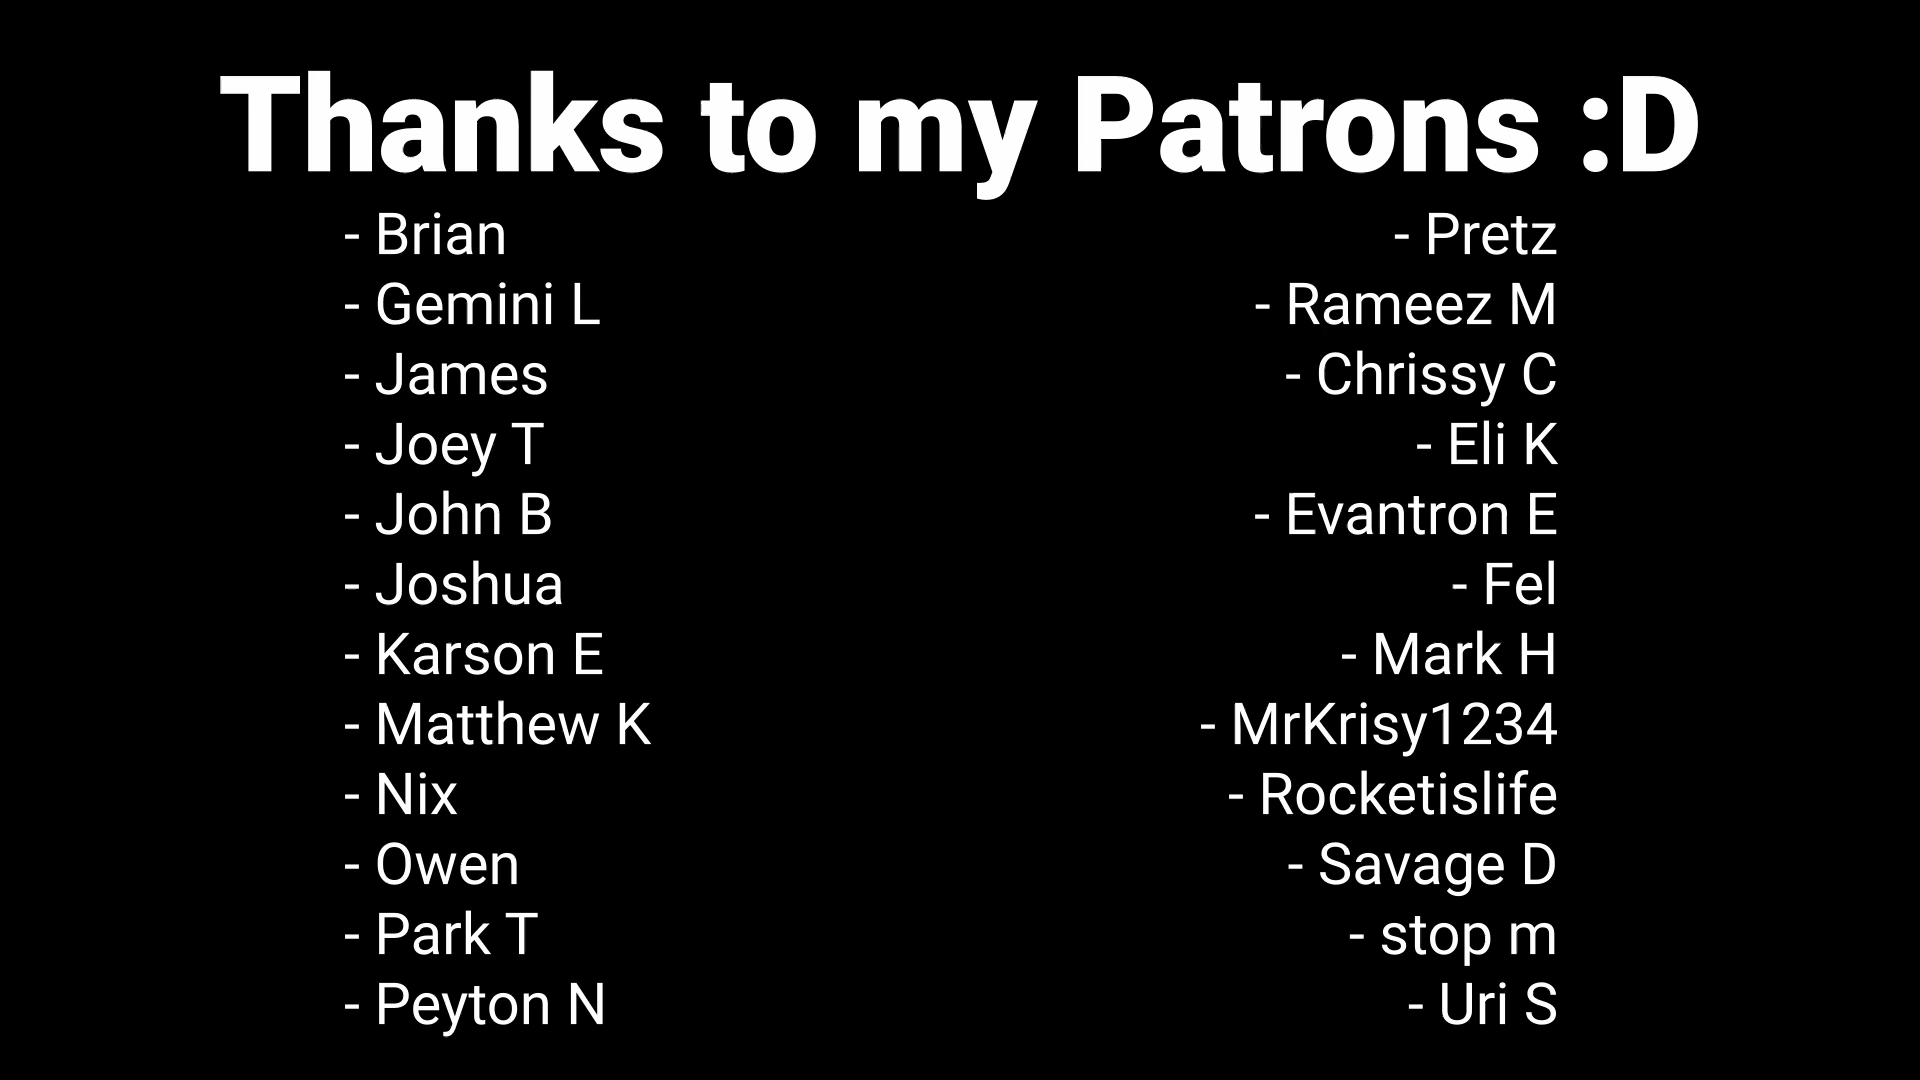 Thanks to my Patrons :D
- Brian
- Gemini L
- James
- Joey T
- John B
- Joshua
- Karson E
- Matthew K
- Nix
- Owen
- Park T
- Peyton N
- Pretz
- Rameez M
- Chrissy C
- Eli K
- Evantron E
- Fel
- Mark H
- MrKrisy1234
- Rocketislife
- Savage D
- stop m
- Uri S